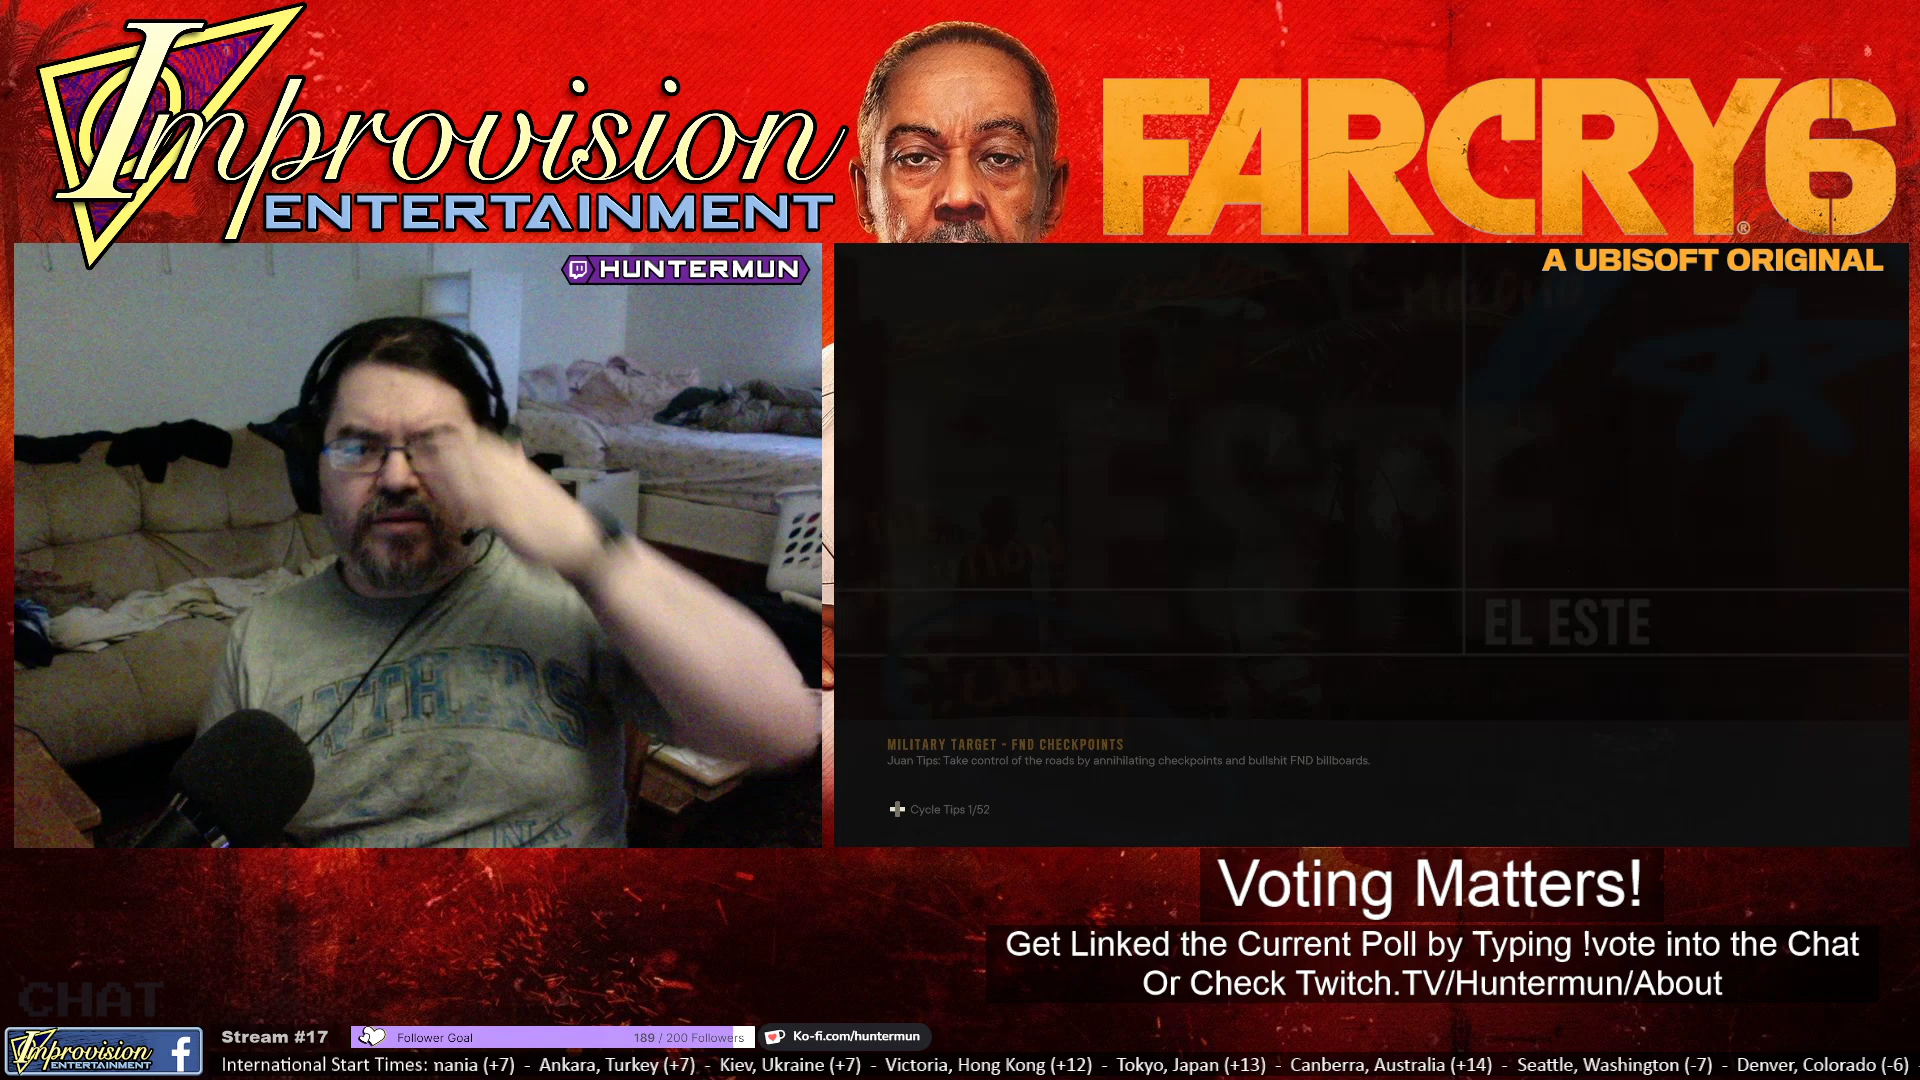 Improvision
ENTERTAINMENT
FARCRY6
®
A UBISOFT ORIGINAL
HUNTERMUN
EL ESTE
MILITARY TARGET - FND CHECKPOINTS
Juan Tips: Take control of the roads by annihilating checkpoints and bullshit FND billboards.
Cycle Tips 1/52
Voting Matters!
Get Linked the Current Poll by Typing !vote into the Chat
Or Check Twitch.TV/Huntermun/About
CHAT
Improvision
ENTERTAINMENT
Stream #17
Follower Goal
189 / 200 Followers
Ko-fi.com/huntermun
International Start Times: nania (+7) - Ankara, Turkey (+7) - Kiev, Ukraine (+7) - Victoria, Hong Kong (+12) - Tokyo, Japan (+13) - Canberra, Australia (+14) - Seattle, Washington (-7) - Denver, Colorado (-6)